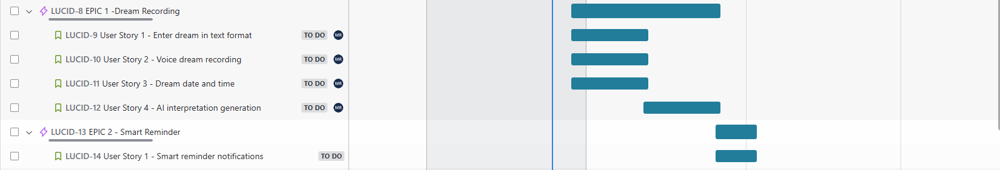 LUCID-8 EPIC 1 -Dream Recording
LUCID-9 User Story 1 - Enter dream in text format TO DO MR
LUCID-10 User Story 2 - Voice dream recording TO DO MR
LUCID-11 User Story 3 - Dream date and time TO DO MR
LUCID-12 User Story 4 - AI interpretation generation TO DO MR
LUCID-13 EPIC 2 - Smart Reminder
LUCID-14 User Story 1 - Smart reminder notifications TO DO